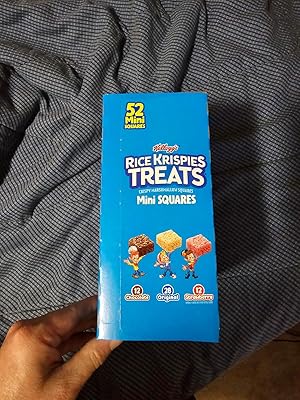 52
Mini
SQUARES
Kellogg's
RICE KRISPIES
TREATS
CRISPY MARSHMALLOW SQUARES
Mini SQUARES
12
Chocolatey
28
Original
12
Strawberry